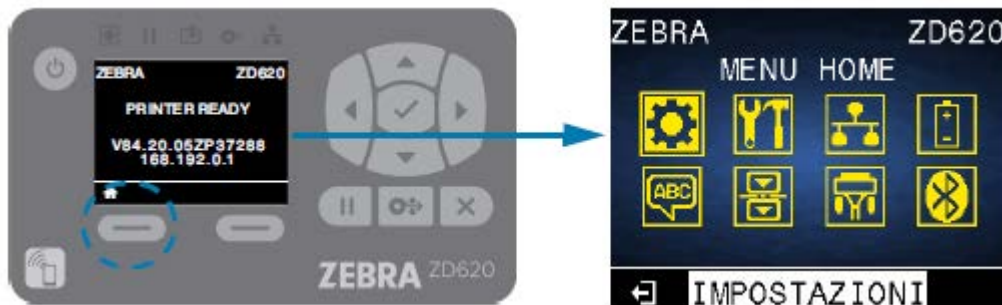 ZEBRA ZD620
PRINTER READY
V84.20.05ZP37288
168.192.0.1
ZEBRA ZD620
ZEBRA ZD620
MENU HOME
ABC
IMPOSTAZIONI